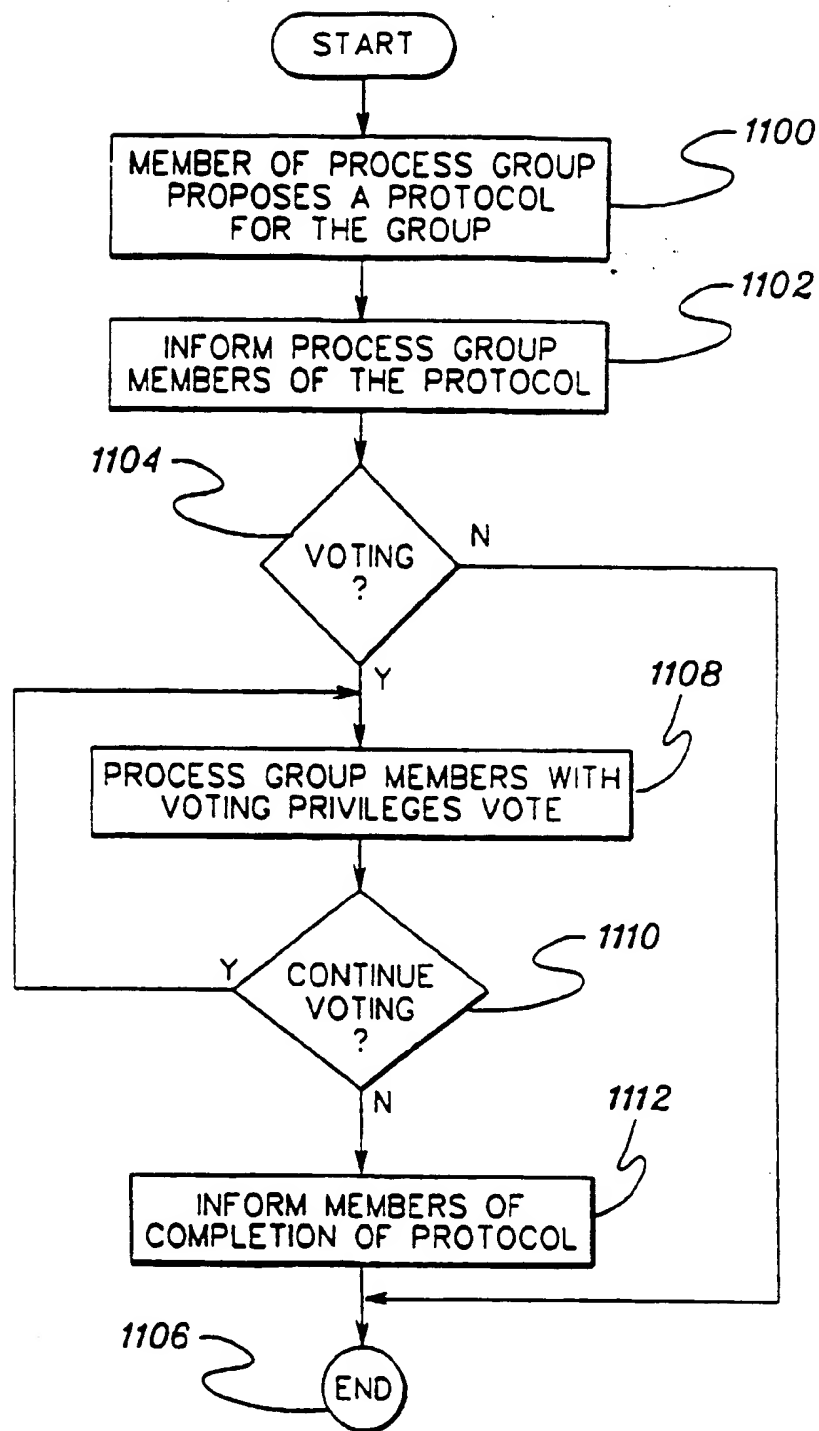 START
1100
MEMBER OF PROCESS GROUP
PROPOSES A PROTOCOL
FOR THE GROUP
1102
INFORM PROCESS GROUP
MEMBERS OF THE PROTOCOL
1104
N
VOTING
?
Y
1108
PROCESS GROUP MEMBERS WITH
VOTING PRIVILEGES VOTE
1110
Y
CONTINUE
VOTING
?
N
1112
INFORM MEMBERS OF
COMPLETION OF PROTOCOL
1106
END